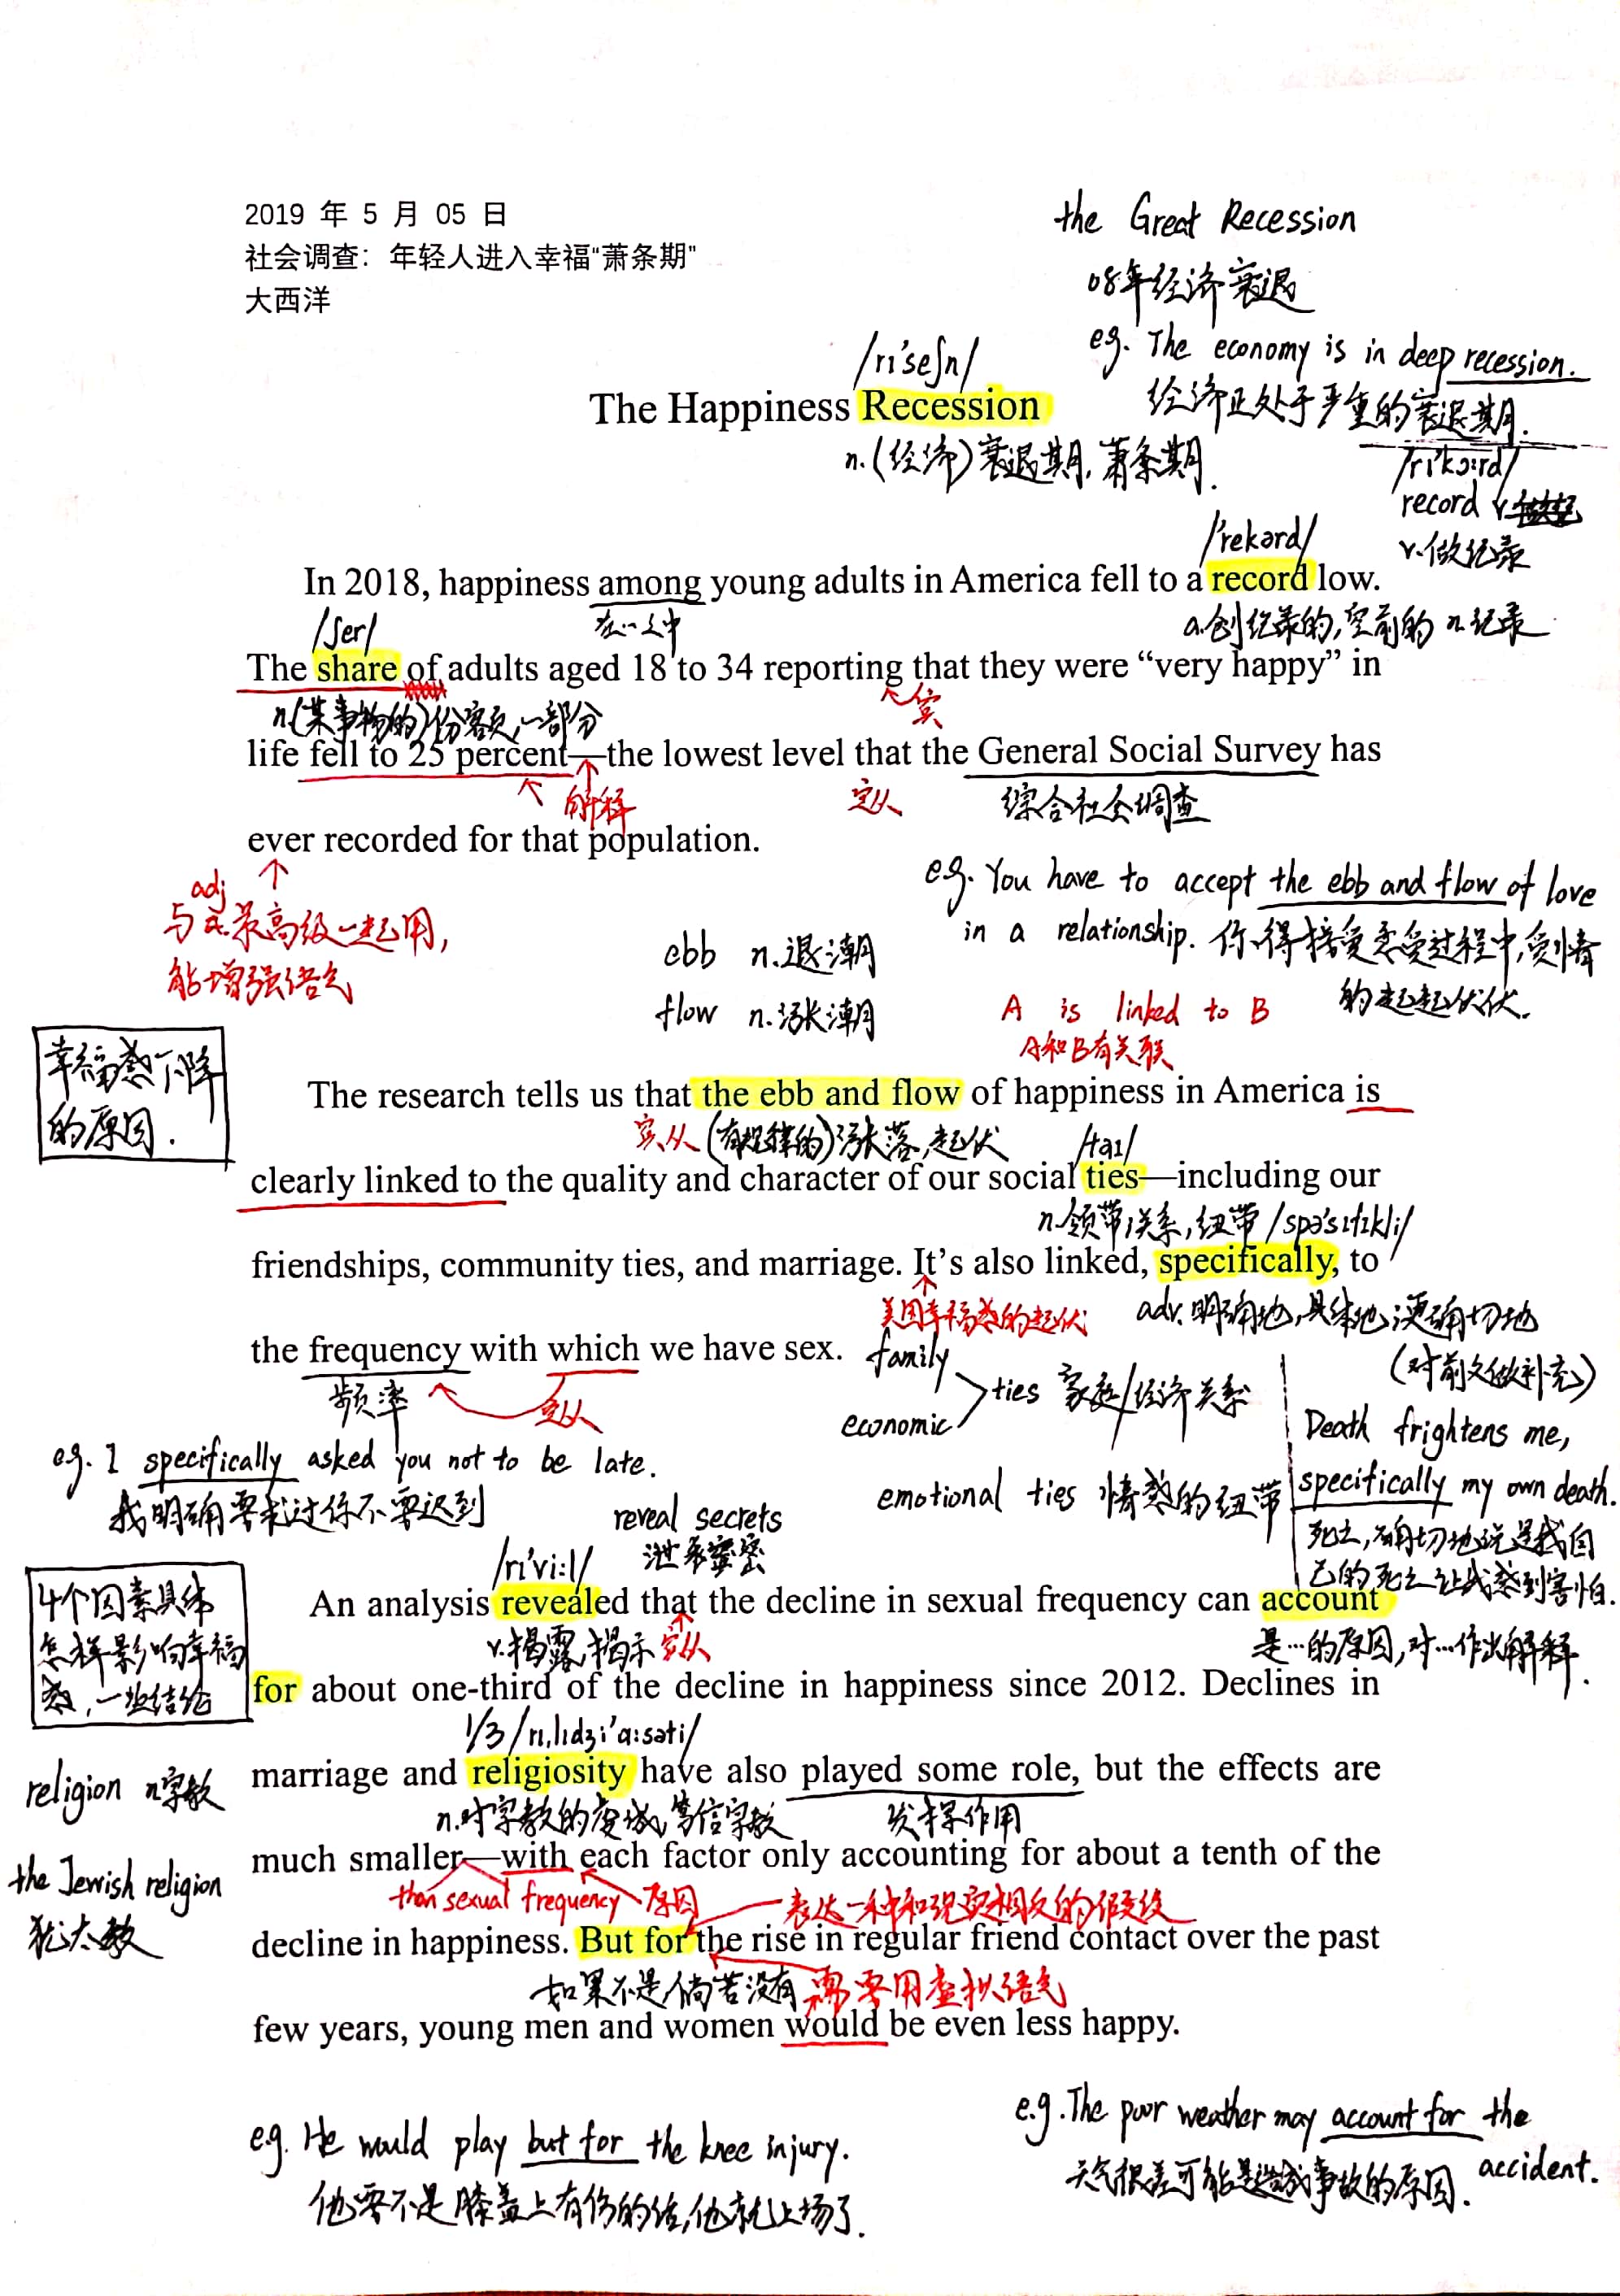 2019 年 5 月 05 日
社会调查：年轻人进入幸福“萧条期”
大西洋
the Great Recession
08年经济衰退
e.g. The economy is in deep recession.
经济正处于严重的衰退期.
/rɪ'seʃn/
The Happiness Recession
n.(经济)衰退期,萧条期.
/rɪ'kɔːrd/
record
v.做纪录
/'rekərd/
In 2018, happiness among young adults in America fell to a record low.
在…之中
a.创纪录的,空前的 n.纪录
/ʃer/
The share of adults aged 18 to 34 reporting that they were “very happy” in
宾
n.(某事物的)份额,一部分
life fell to 25 percent—the lowest level that the General Social Survey has
解释
定从
综合社会调查
ever recorded for that population.
adj
与最高级一起用,
能增强语气
e.g. You have to accept the ebb and flow of love
in a relationship. 你得接受恋爱过程中,爱情
的起起伏伏.
ebb n.退潮
flow n.涨潮
A is linked to B
A和B有关联
幸福感下降
的原因.
The research tells us that the ebb and flow of happiness in America is
宾从 (有规律的)涨落,起伏
/taɪ/
clearly linked to the quality and character of our social ties—including our
n.领带,关系,纽带 /spə'sɪfɪkli/
friendships, community ties, and marriage. It’s also linked, specifically, to
美国幸福感的起伏
adv.明确地,具体地,更确切地
(对前文做补充)
the frequency with which we have sex.
频率
定从
family
economic
ties 家庭/经济关系
emotional ties 情感的纽带
Death frightens me,
specifically my own death.
死亡,确切地说是我自
己的死亡让我感到害怕.
e.g. I specifically asked you not to be late.
我明确要求过你不要迟到
reveal secrets
泄露秘密
/rɪ'viːl/
4个因素具体
怎样影响幸福
感,一些结论
An analysis revealed that the decline in sexual frequency can account
v.揭露,揭示 宾从
是…的原因,对…作出解释.
for about one-third of the decline in happiness since 2012. Declines in
1/3 /rɪˌlɪdʒi'ɑːsəti/
marriage and religiosity have also played some role, but the effects are
n.对宗教的虔诚,笃信宗教
发挥作用
religion n.宗教
the Jewish religion
犹太教
much smaller—with each factor only accounting for about a tenth of the
than sexual frequency 原因
表达一种和现实相反的假设
decline in happiness. But for the rise in regular friend contact over the past
如果不是,倘若没有
需要用虚拟语气
few years, young men and women would be even less happy.
e.g. He would play but for the knee injury.
他要不是膝盖上有伤的话,他就上场了.
e.g. The poor weather may account for the
accident.
天气很差可能是造成事故的原因.